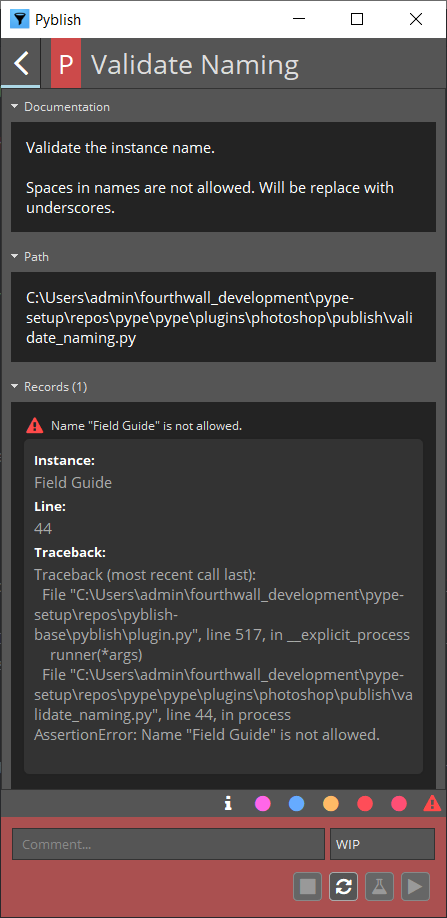 Pyblish
P Validate Naming
Documentation
Validate the instance name.
Spaces in names are not allowed. Will be replace with
underscores.
Path
C:\Users\admin\fourthwall_development\pype-
setup\repos\pype\pype\plugins\photoshop\publish\vali
date_naming.py
Records (1)
Name "Field Guide" is not allowed.
Instance:
Field Guide
Line:
44
Traceback:
Traceback (most recent call last):
File "C:\Users\admin\fourthwall_development\pype-
setup\repos\pyblish-
base\pyblish\plugin.py", line 517, in __explicit_process
runner(*args)
File "C:\Users\admin\fourthwall_development\pype-
setup\repos\pype\pype\plugins\photoshop\publish\va
lidate_naming.py", line 44, in process
AssertionError: Name "Field Guide" is not allowed.
Comment...
WIP